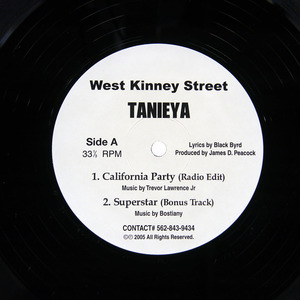 West Kinney Street
TANIEYA
Side A
33⅓ RPM
Lyrics by Black Byrd
Produced by James D. Peacock
1. California Party (Radio Edit)
Music by Trevor Lawrence Jr
2. Superstar (Bonus Track)
Music by Bostiany
CONTACT# 562-843-9434
©℗ 2005 All Rights Reserved.